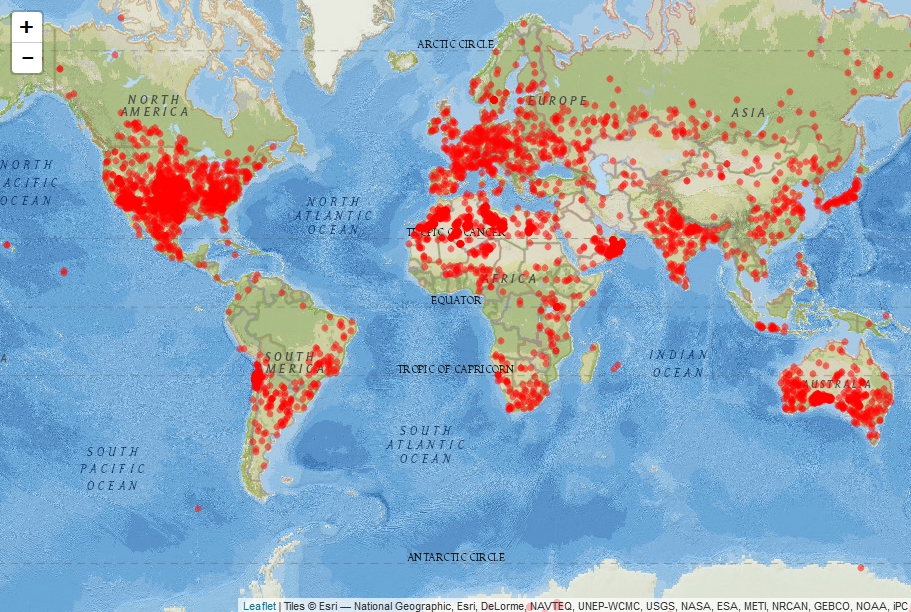 +
−
ARCTIC CIRCLE
NORTH
AMERICA
EUROPE
ASIA
NORTH
ACIFIC
OCEAN
NORTH
ATLANTIC
OCEAN
TROPIC OF CANCER
AFRICA
EQUATOR
SOUTH
MERICA
TROPIC OF CAPRICORN
INDIAN
OCEAN
A
AUSTRALIA
SOUTH
PACIFIC
OCEAN
SOUTH
ATLANTIC
OCEAN
ANTARCTIC CIRCLE
Leaflet | Tiles © Esri — National Geographic, Esri, DeLorme, NAVTEQ, UNEP-WCMC, USGS, NASA, ESA, METI, NRCAN, GEBCO, NOAA, iPC